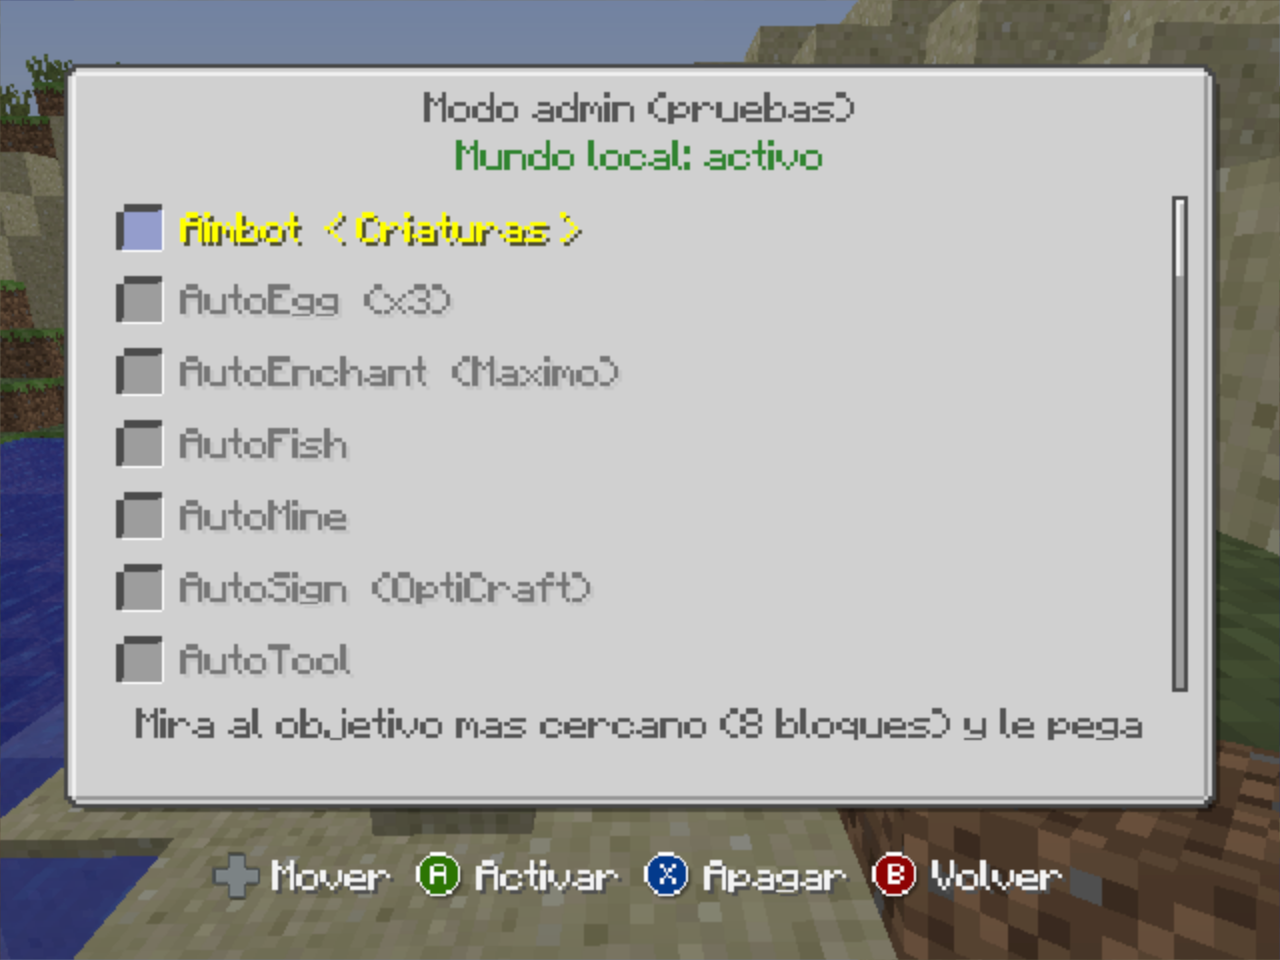 Modo admin (pruebas)
Mundo local: activo
Aimbot < Criaturas >
AutoEgg (x3)
AutoEnchant (Maximo)
AutoFish
AutoMine
AutoSign (OptiCraft)
AutoTool
Mira al objetivo mas cercano (8 bloques) y le pega
Mover A Activar X Apagar B Volver